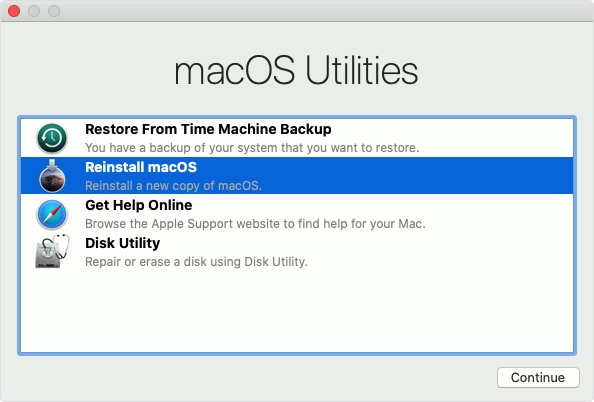 macOS Utilities
Restore From Time Machine Backup
You have a backup of your system that you want to restore.
Reinstall macOS
Reinstall a new copy of macOS.
Get Help Online
Browse the Apple Support website to find help for your Mac.
Disk Utility
Repair or erase a disk using Disk Utility.
Continue